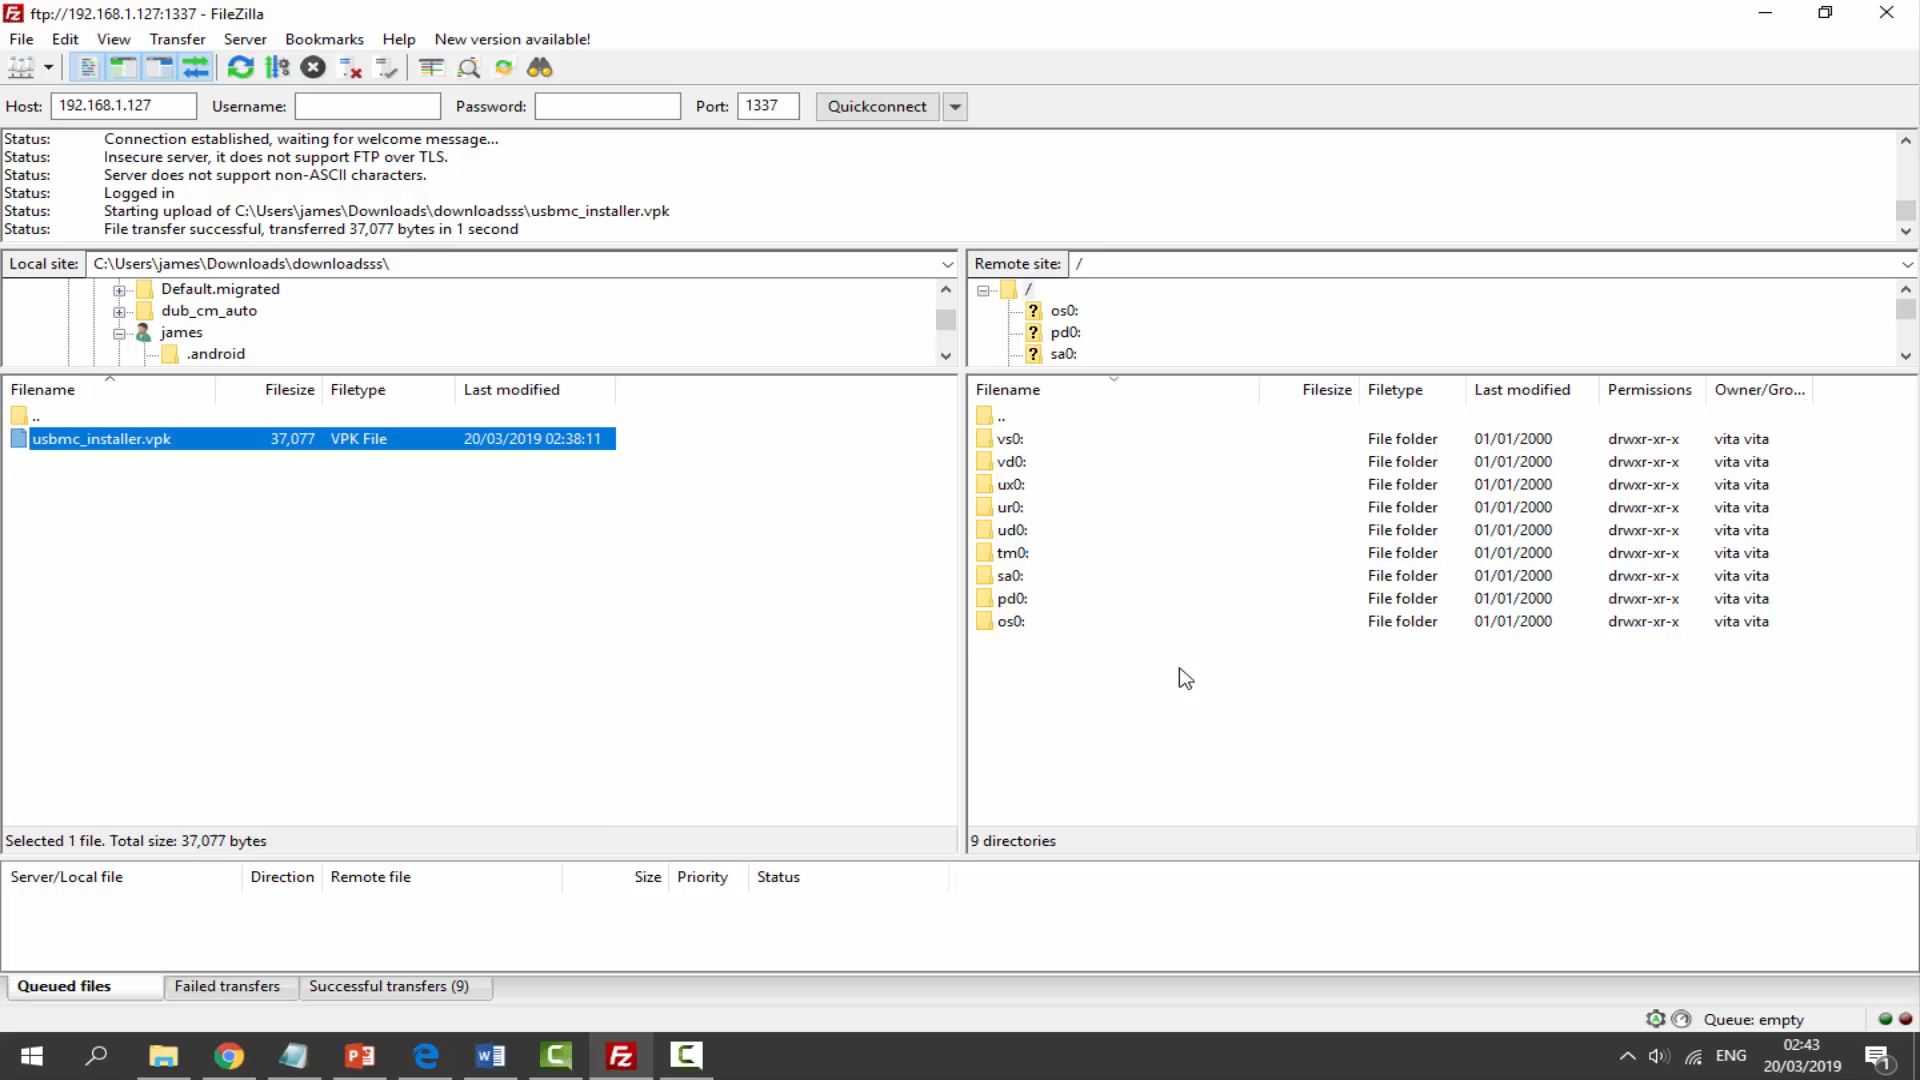 ftp://192.168.1.127:1337 - FileZilla
File Edit View Transfer Server Bookmarks Help New version available!
Host: 192.168.1.127 Username: Password: Port: 1337 Quickconnect
Status: Connection established, waiting for welcome message...
Status: Insecure server, it does not support FTP over TLS.
Status: Server does not support non-ASCII characters.
Status: Logged in
Status: Starting upload of C:\Users\james\Downloads\downloadsss\usbmc_installer.vpk
Status: File transfer successful, transferred 37,077 bytes in 1 second
Local site: C:\Users\james\Downloads\downloadsss\
Default.migrated
dub_cm_auto
james
.android
Filename Filesize Filetype Last modified
..
usbmc_installer.vpk 37,077 VPK File 20/03/2019 02:38:11
Selected 1 file. Total size: 37,077 bytes
Remote site: /
/
? os0:
? pd0:
? sa0:
Filename Filesize Filetype Last modified Permissions Owner/Gro...
..
vs0: File folder 01/01/2000 drwxr-xr-x vita vita
vd0: File folder 01/01/2000 drwxr-xr-x vita vita
ux0: File folder 01/01/2000 drwxr-xr-x vita vita
ur0: File folder 01/01/2000 drwxr-xr-x vita vita
ud0: File folder 01/01/2000 drwxr-xr-x vita vita
tm0: File folder 01/01/2000 drwxr-xr-x vita vita
sa0: File folder 01/01/2000 drwxr-xr-x vita vita
pd0: File folder 01/01/2000 drwxr-xr-x vita vita
os0: File folder 01/01/2000 drwxr-xr-x vita vita
9 directories
Server/Local file Direction Remote file Size Priority Status
Queued files Failed transfers Successful transfers (9)
Queue: empty
ENG
02:43
20/03/2019
1